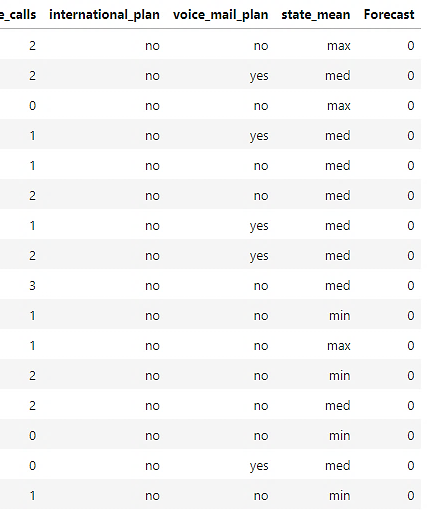 e_calls international_plan voice_mail_plan state_mean Forecast
2 no no max 0
2 no yes med 0
0 no no max 0
1 no yes med 0
1 no no med 0
2 no no med 0
1 no yes med 0
2 no yes med 0
3 no no med 0
1 no no min 0
1 no no max 0
2 no no min 0
2 no no med 0
0 no no min 0
0 no yes med 0
1 no no min 0